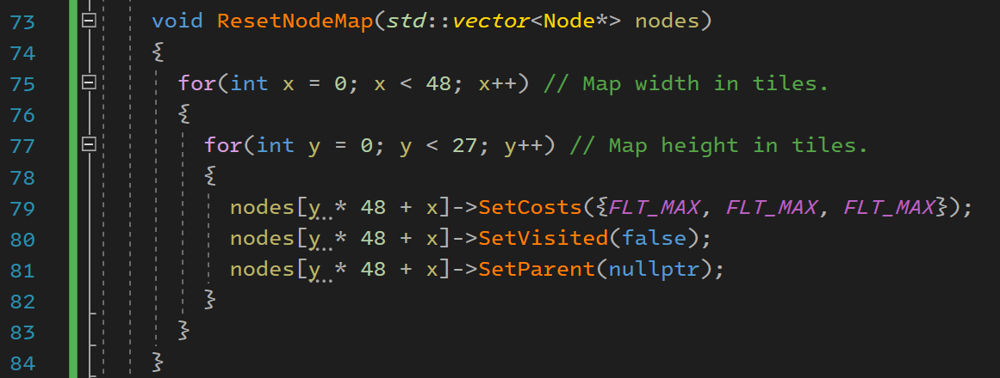 73 void ResetNodeMap(std::vector<Node*> nodes)
74 {
75 for(int x = 0; x < 48; x++) // Map width in tiles.
76 {
77 for(int y = 0; y < 27; y++) // Map height in tiles.
78 {
79 nodes[y * 48 + x]->SetCosts({FLT_MAX, FLT_MAX, FLT_MAX});
80 nodes[y * 48 + x]->SetVisited(false);
81 nodes[y * 48 + x]->SetParent(nullptr);
82 }
83 }
84 }